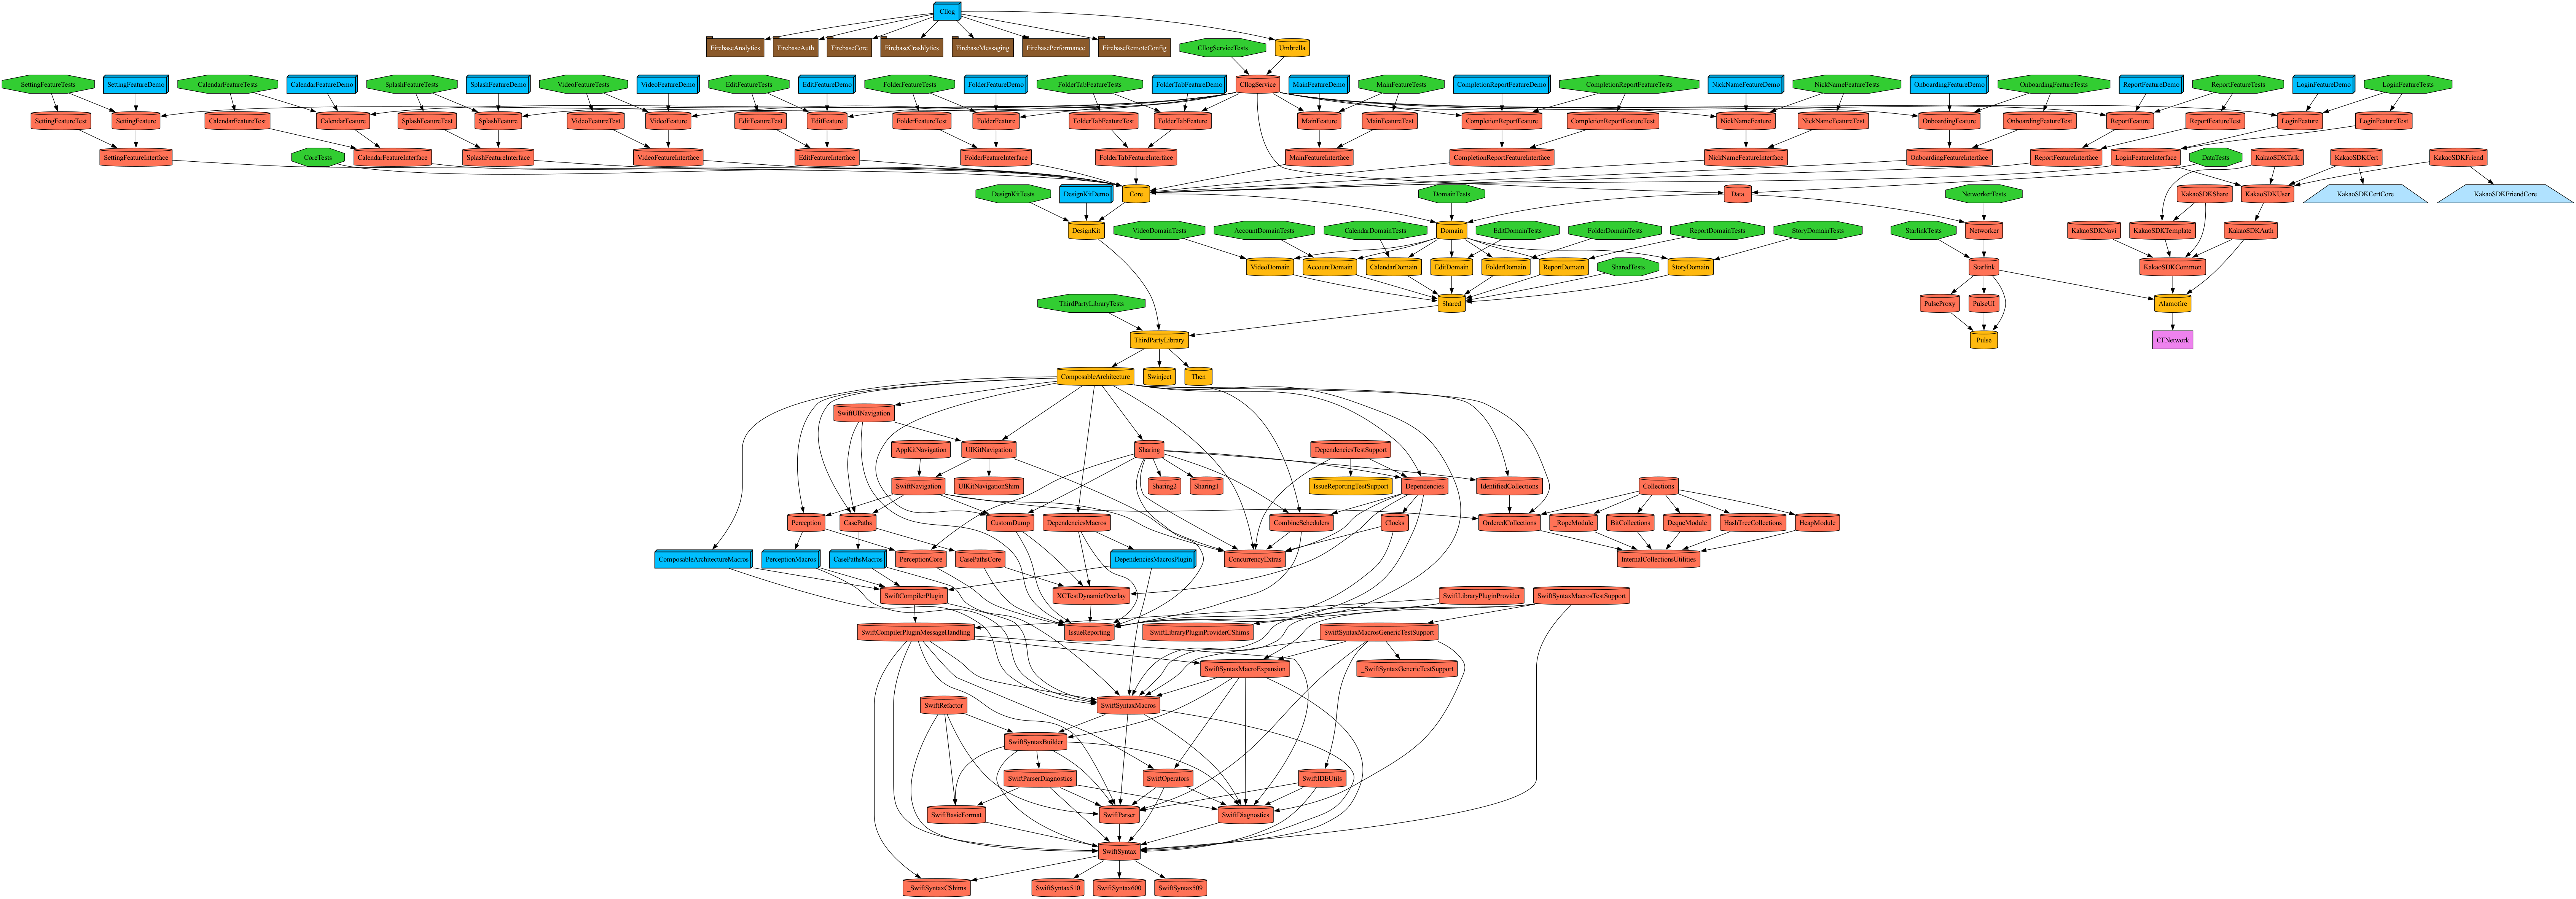 Cllog
FirebaseAnalytics
FirebaseAuth
FirebaseCore
FirebaseCrashlytics
FirebaseMessaging
FirebasePerformance
FirebaseRemoteConfig
CllogServiceTests
Umbrella
SettingFeatureTests
SettingFeatureDemo
CalendarFeatureTests
CalendarFeatureDemo
SplashFeatureTests
SplashFeatureDemo
VideoFeatureTests
VideoFeatureDemo
EditFeatureTests
EditFeatureDemo
FolderFeatureTests
FolderFeatureDemo
FolderTabFeatureTests
FolderTabFeatureDemo
CllogService
MainFeatureDemo
MainFeatureTests
CompletionReportFeatureDemo
CompletionReportFeatureTests
NickNameFeatureDemo
NickNameFeatureTests
OnboardingFeatureDemo
OnboardingFeatureTests
ReportFeatureDemo
ReportFeatureTests
LoginFeatureDemo
LoginFeatureTests
SettingFeatureTest
SettingFeature
CalendarFeatureTest
CalendarFeature
SplashFeatureTest
SplashFeature
VideoFeatureTest
VideoFeature
EditFeatureTest
EditFeature
FolderFeatureTest
FolderFeature
FolderTabFeatureTest
FolderTabFeature
MainFeature
MainFeatureTest
CompletionReportFeature
CompletionReportFeatureTest
NickNameFeature
NickNameFeatureTest
OnboardingFeature
OnboardingFeatureTest
ReportFeature
ReportFeatureTest
LoginFeature
LoginFeatureTest
SettingFeatureInterface
CoreTests
CalendarFeatureInterface
SplashFeatureInterface
VideoFeatureInterface
EditFeatureInterface
FolderFeatureInterface
FolderTabFeatureInterface
MainFeatureInterface
CompletionReportFeatureInterface
NickNameFeatureInterface
OnboardingFeatureInterface
ReportFeatureInterface
LoginFeatureInterface
DataTests
KakaoSDKTalk
KakaoSDKCert
KakaoSDKFriend
DesignKitTests
DesignKitDemo
Core
DomainTests
Data
NetworkerTests
KakaoSDKShare
KakaoSDKUser
KakaoSDKCertCore
KakaoSDKFriendCore
DesignKit
VideoDomainTests
AccountDomainTests
CalendarDomainTests
Domain
EditDomainTests
FolderDomainTests
ReportDomainTests
StoryDomainTests
StarlinkTests
Networker
KakaoSDKNavi
KakaoSDKTemplate
KakaoSDKAuth
VideoDomain
AccountDomain
CalendarDomain
EditDomain
FolderDomain
ReportDomain
SharedTests
StoryDomain
Starlink
KakaoSDKCommon
ThirdPartyLibraryTests
Shared
PulseProxy
PulseUI
Alamofire
ThirdPartyLibrary
Pulse
CFNetwork
ComposableArchitecture
Swinject
Then
SwiftUINavigation
AppKitNavigation
UIKitNavigation
Sharing
DependenciesTestSupport
SwiftNavigation
UIKitNavigationShim
Sharing2
Sharing1
IssueReportingTestSupport
Dependencies
IdentifiedCollections
Collections
Perception
CasePaths
CustomDump
DependenciesMacros
CombineSchedulers
Clocks
OrderedCollections
_RopeModule
BitCollections
DequeModule
HashTreeCollections
HeapModule
ComposableArchitectureMacros
PerceptionMacros
CasePathsMacros
PerceptionCore
CasePathsCore
DependenciesMacrosPlugin
ConcurrencyExtras
InternalCollectionsUtilities
SwiftCompilerPlugin
XCTestDynamicOverlay
SwiftLibraryPluginProvider
SwiftSyntaxMacrosTestSupport
SwiftCompilerPluginMessageHandling
IssueReporting
_SwiftLibraryPluginProviderCShims
SwiftSyntaxMacrosGenericTestSupport
SwiftSyntaxMacroExpansion
_SwiftSyntaxGenericTestSupport
SwiftRefactor
SwiftSyntaxMacros
SwiftSyntaxBuilder
SwiftParserDiagnostics
SwiftOperators
SwiftIDEUtils
SwiftBasicFormat
SwiftParser
SwiftDiagnostics
SwiftSyntax
_SwiftSyntaxCShims
SwiftSyntax510
SwiftSyntax600
SwiftSyntax509